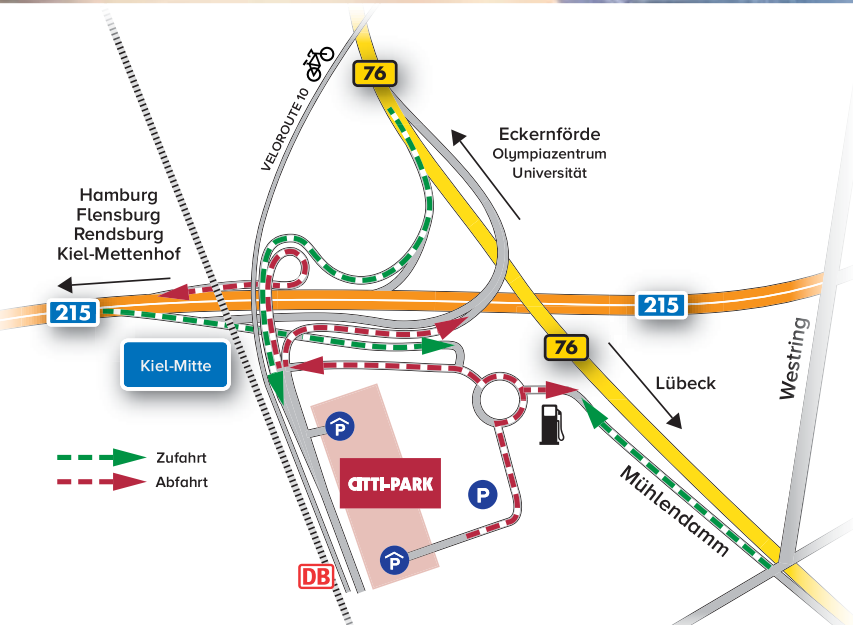 76
VELOROUTE 10
Eckernförde
Olympiazentrum
Universität
Hamburg
Flensburg
Rendsburg
Kiel-Mettenhof
215
215
Kiel-Mitte
76
Lübeck
Westring
Zufahrt
Abfahrt
P
CITTI-PARK
P
Mühlendamm
P
DB